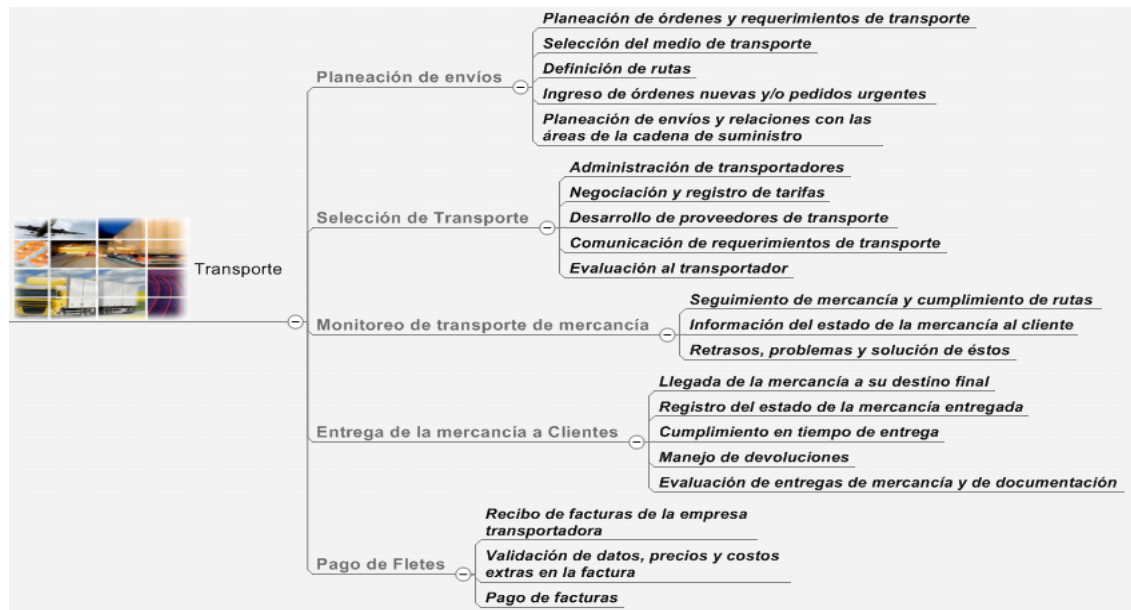 Transporte
Planeación de envíos
Planeación de órdenes y requerimientos de transporte
Selección del medio de transporte
Definición de rutas
Ingreso de órdenes nuevas y/o pedidos urgentes
Planeación de envíos y relaciones con las
áreas de la cadena de suministro
Selección de Transporte
Administración de transportadores
Negociación y registro de tarifas
Desarrollo de proveedores de transporte
Comunicación de requerimientos de transporte
Evaluación al transportador
Monitoreo de transporte de mercancía
Seguimiento de mercancía y cumplimiento de rutas
Información del estado de la mercancía al cliente
Retrasos, problemas y solución de éstos
Entrega de la mercancía a Clientes
Llegada de la mercancía a su destino final
Registro del estado de la mercancía entregada
Cumplimiento en tiempo de entrega
Manejo de devoluciones
Evaluación de entregas de mercancía y de documentación
Pago de Fletes
Recibo de facturas de la empresa
transportadora
Validación de datos, precios y costos
extras en la factura
Pago de facturas